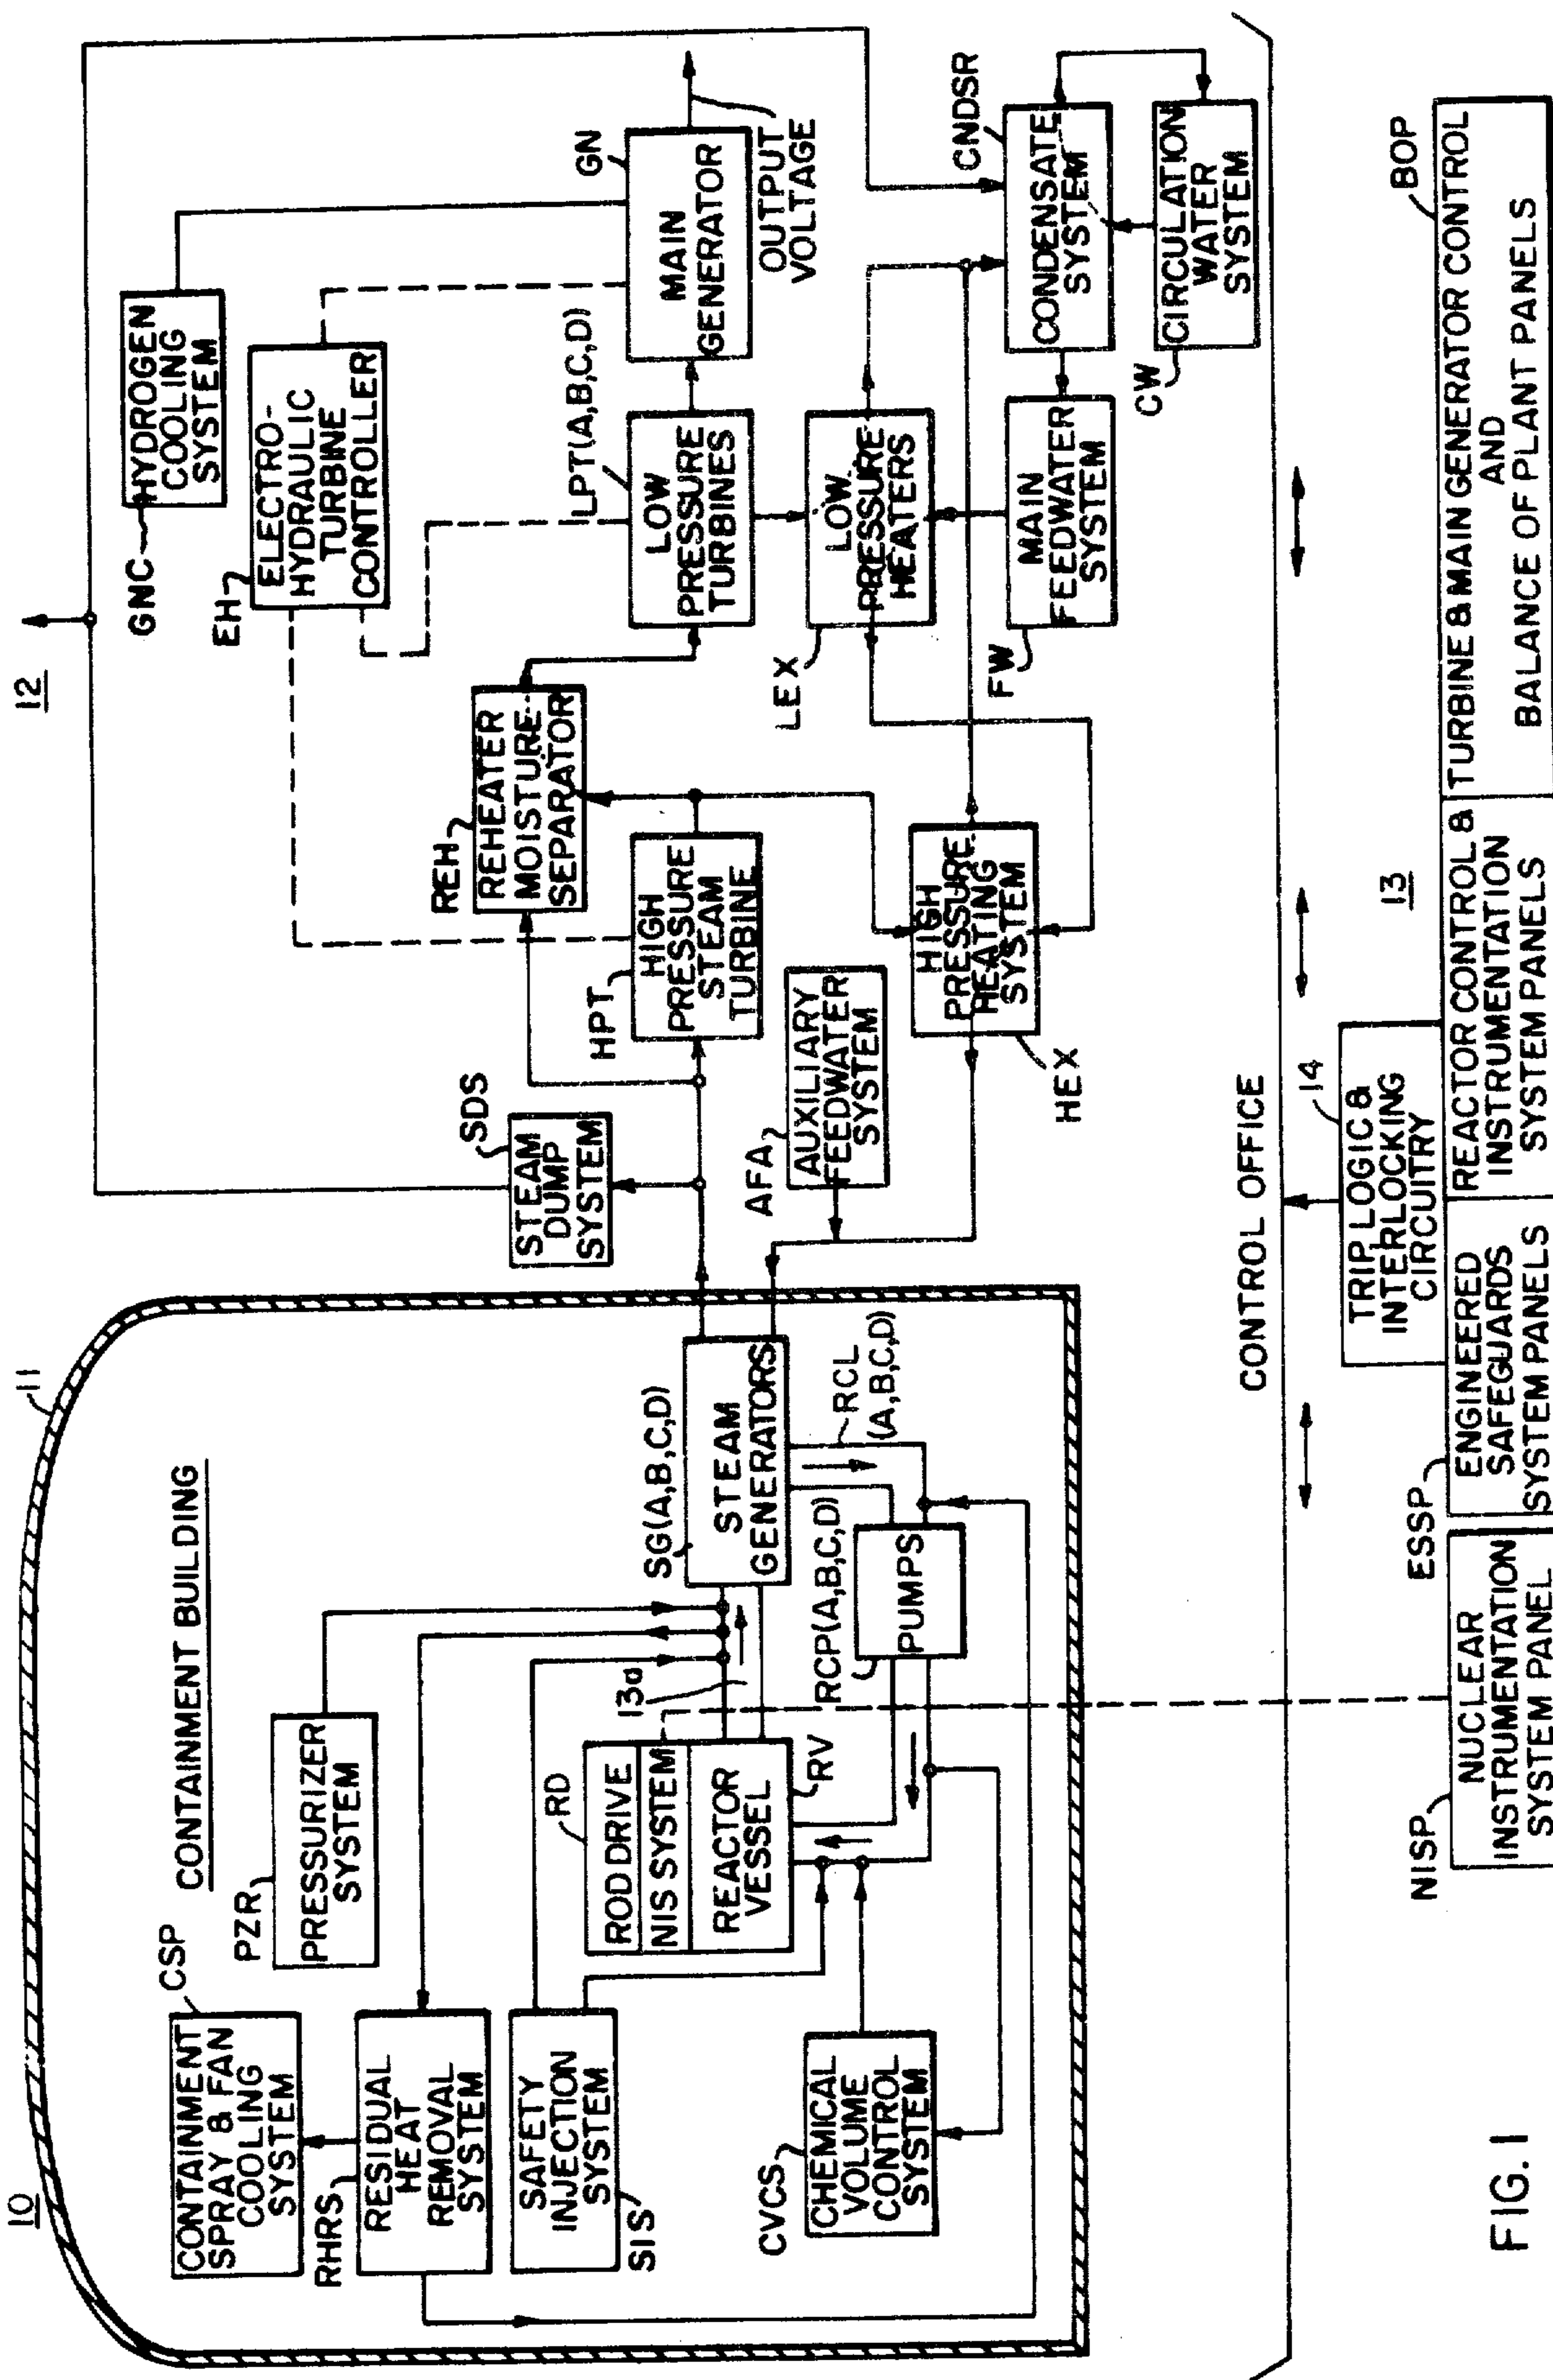 10
11
12
CONTAINMENT BUILDING
CONTAINMENT
SPRAY & FAN
COOLING
SYSTEM
CSP
PZR
PRESSURIZER
SYSTEM
RHRS
RESIDUAL
HEAT
REMOVAL
SYSTEM
SAFETY
INJECTION
SYSTEM
SIS
RD
ROD DRIVE
NIS SYSTEM
REACTOR
VESSEL
RV
13a
SG(A,B,C,D)
STEAM
GENERATORS
RCL
(A,B,C,D)
RCP(A,B,C,D)
PUMPS
CVCS
CHEMICAL
VOLUME
CONTROL
SYSTEM
GNC
HYDROGEN
COOLING
SYSTEM
EH
ELECTRO-
HYDRAULIC
TURBINE
CONTROLLER
SDS
STEAM
DUMP
SYSTEM
REH
REHEATER
MOISTURE
SEPARATOR
HPT
HIGH
PRESSURE
STEAM
TURBINE
LPT(A,B,C,D)
LOW
PRESSURE
TURBINES
GN
MAIN
GENERATOR
OUTPUT
VOLTAGE
AFA
AUXILIARY
FEEDWATER
SYSTEM
HIGH
PRESSURE
HEATING
SYSTEM
HEX
LEX
LOW
PRESSURE
HEATERS
FW
MAIN
FEEDWATER
SYSTEM
CNDSR
CONDENSATE
SYSTEM
CW
CIRCULATION
WATER
SYSTEM
CONTROL OFFICE
14
TRIP LOGIC &
INTERLOCKING
CIRCUITRY
13
NISP
NUCLEAR
INSTRUMENTATION
SYSTEM PANEL
ESSP
ENGINEERED
SAFEGUARDS
SYSTEM PANELS
REACTOR CONTROL &
INSTRUMENTATION
SYSTEM PANELS
BOP
TURBINE & MAIN GENERATOR CONTROL
AND
BALANCE OF PLANT PANELS
FIG. 1